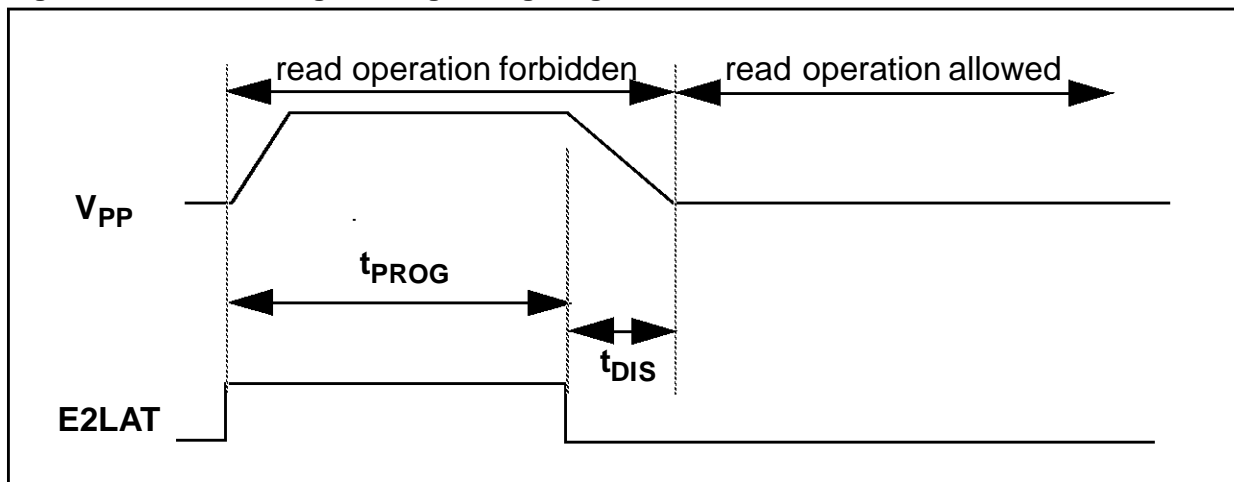 read operation forbidden
read operation allowed
VPP
tPROG
tDIS
E2LAT